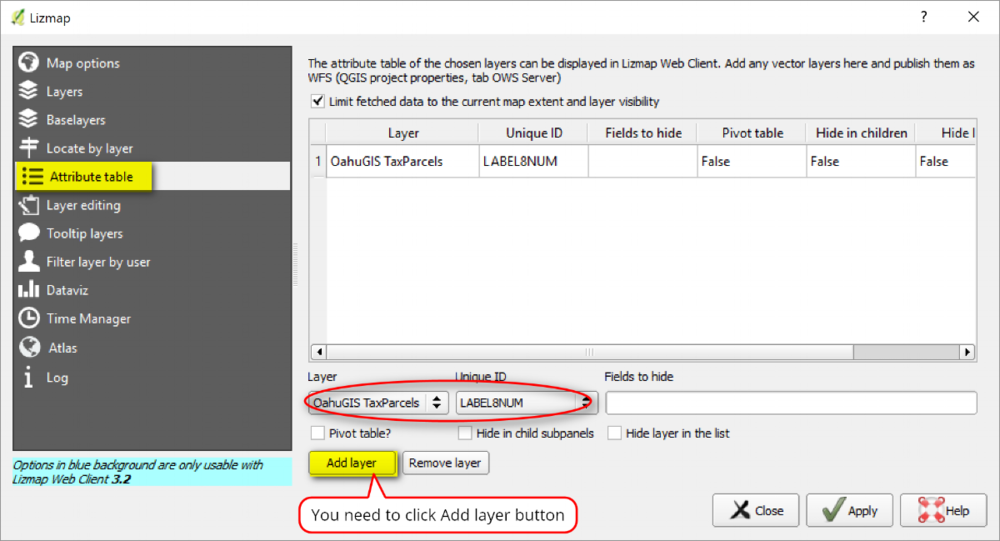 Lizmap
?
Map options
Layers
Baselayers
Locate by layer
Attribute table
Layer editing
Tooltip layers
Filter layer by user
Dataviz
Time Manager
Atlas
Log
Options in blue background are only usable with
Lizmap Web Client 3.2
The attribute table of the chosen layers can be displayed in Lizmap Web Client. Add any vector layers here and publish them as
WFS (QGIS project properties, tab OWS Server)
Limit fetched data to the current map extent and layer visibility
Layer Unique ID Fields to hide Pivot table Hide in children Hide l
1 OahuGIS TaxParcels LABEL8NUM False False False
Layer Unique ID Fields to hide
OahuGIS TaxParcels LABEL8NUM
Pivot table? Hide in child subpanels Hide layer in the list
Add layer Remove layer
You need to click Add layer button
Close Apply Help